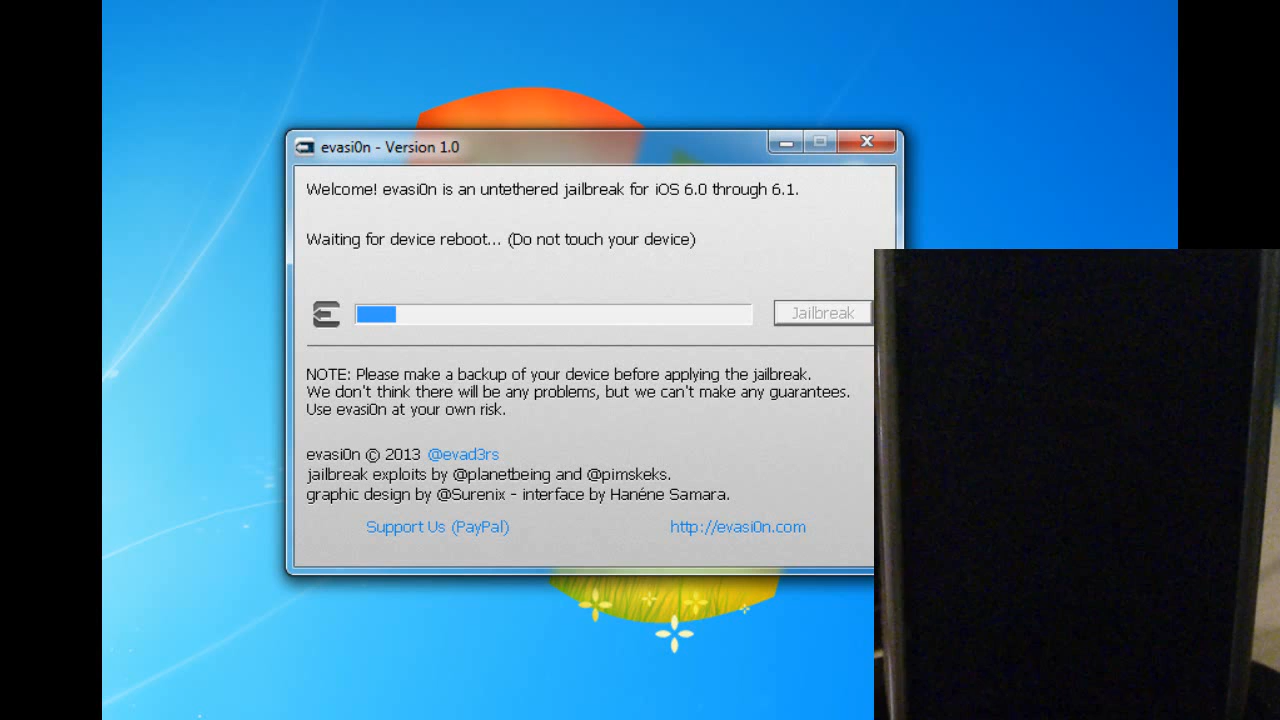 evasi0n - Version 1.0
Welcome! evasi0n is an untethered jailbreak for iOS 6.0 through 6.1.
Waiting for device reboot... (Do not touch your device)
Jailbreak
NOTE: Please make a backup of your device before applying the jailbreak.
We don't think there will be any problems, but we can't make any guarantees.
Use evasi0n at your own risk.
evasi0n © 2013 @evad3rs
jailbreak exploits by @planetbeing and @pimskeks.
graphic design by @Surenix - interface by Hanéne Samara.
Support Us (PayPal)
http://evasi0n.com